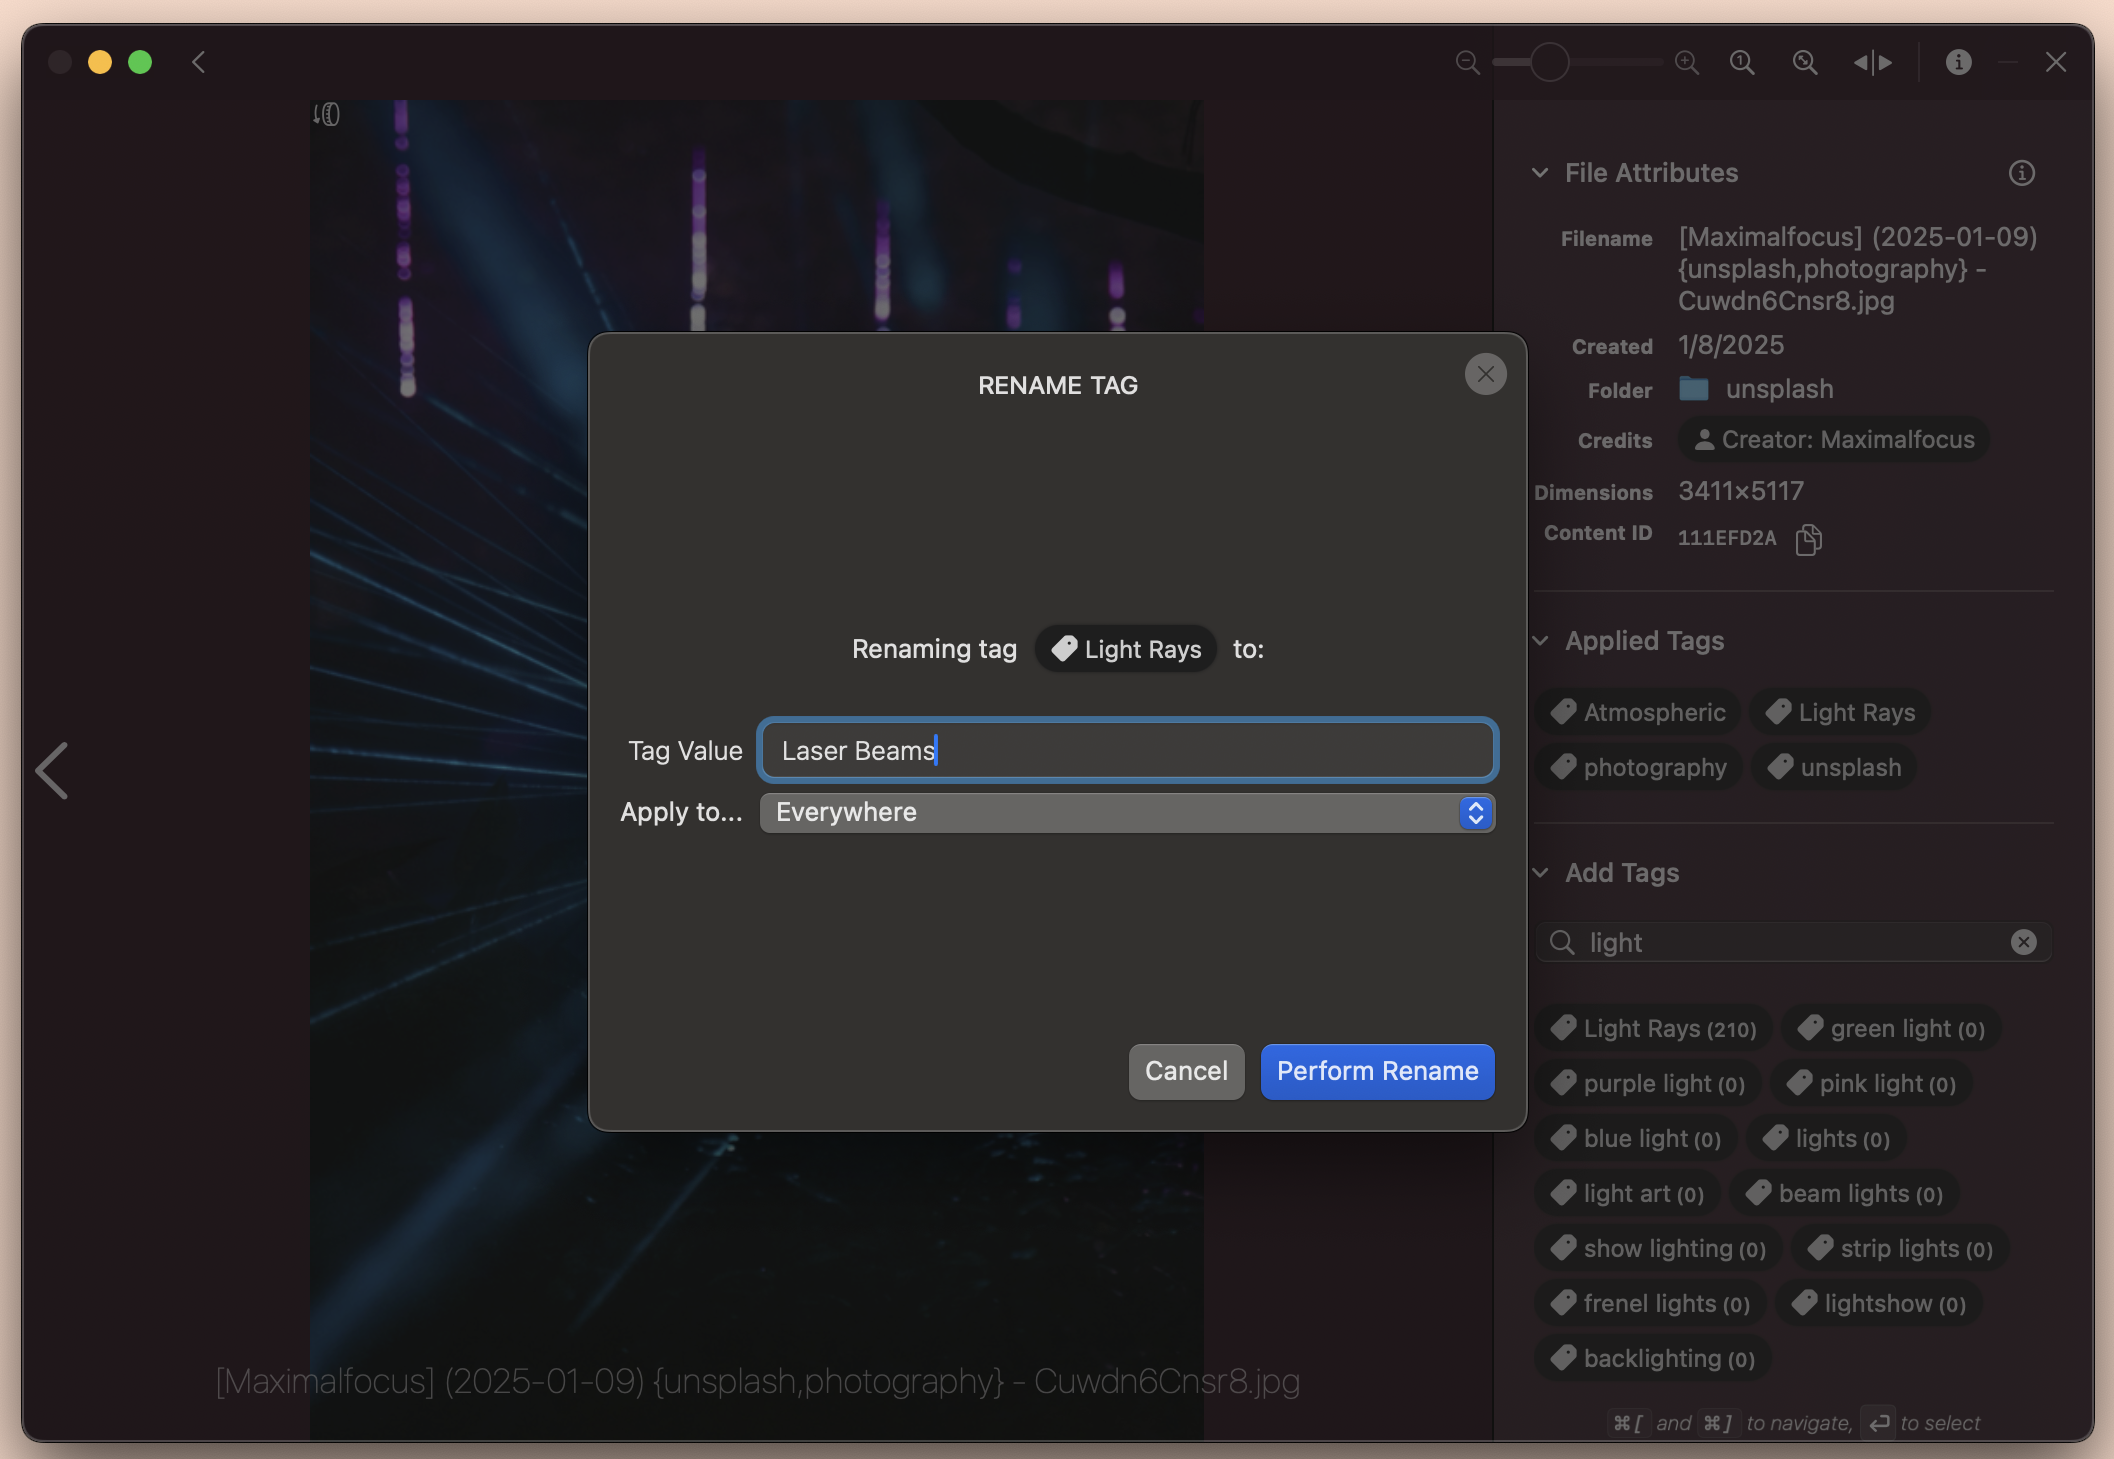 File Attributes
Filename
[Maximalfocus] (2025-01-09)
{unsplash,photography} -
Cuwdn6Cnsr8.jpg
Created 1/8/2025
Folder unsplash
Credits Creator: Maximalfocus
Dimensions 3411×5117
Content ID 111EFD2A
Applied Tags
Atmospheric Light Rays
photography unsplash
Add Tags
light
Light Rays (210) green light (0)
purple light (0) pink light (0)
blue light (0) lights (0)
light art (0) beam lights (0)
show lighting (0) strip lights (0)
frenel lights (0) lightshow (0)
backlighting (0)
⌘[ and ⌘] to navigate, ↩ to select
RENAME TAG
Renaming tag Light Rays to:
Tag Value Laser Beams
Apply to... Everywhere
Cancel Perform Rename
[Maximalfocus] (2025-01-09) {unsplash,photography} - Cuwdn6Cnsr8.jpg